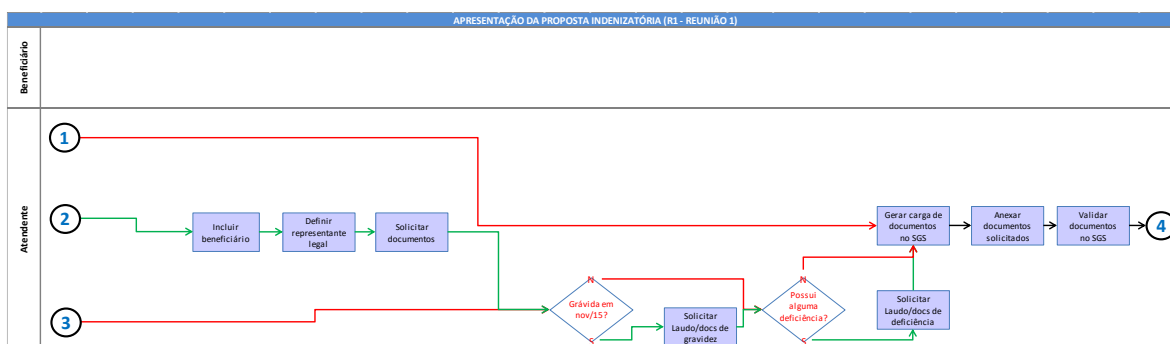 APRESENTAÇÃO DA PROPOSTA INDENIZATÓRIA (R1 - REUNIÃO 1)
Beneficiário
Atendente
1
2
Incluir
beneficiário
Definir
representante
legal
Solicitar
documentos
Gerar carga de
documentos
no SGS
Anexar
documentos
solicitados
Validar
documentos
no SGS
4
3
N
Grávida em
nov/15?
S
Solicitar
Laudo/docs de
gravidez
N
Possui
alguma
deficiência?
S
Solicitar
Laudo/docs de
deficiência